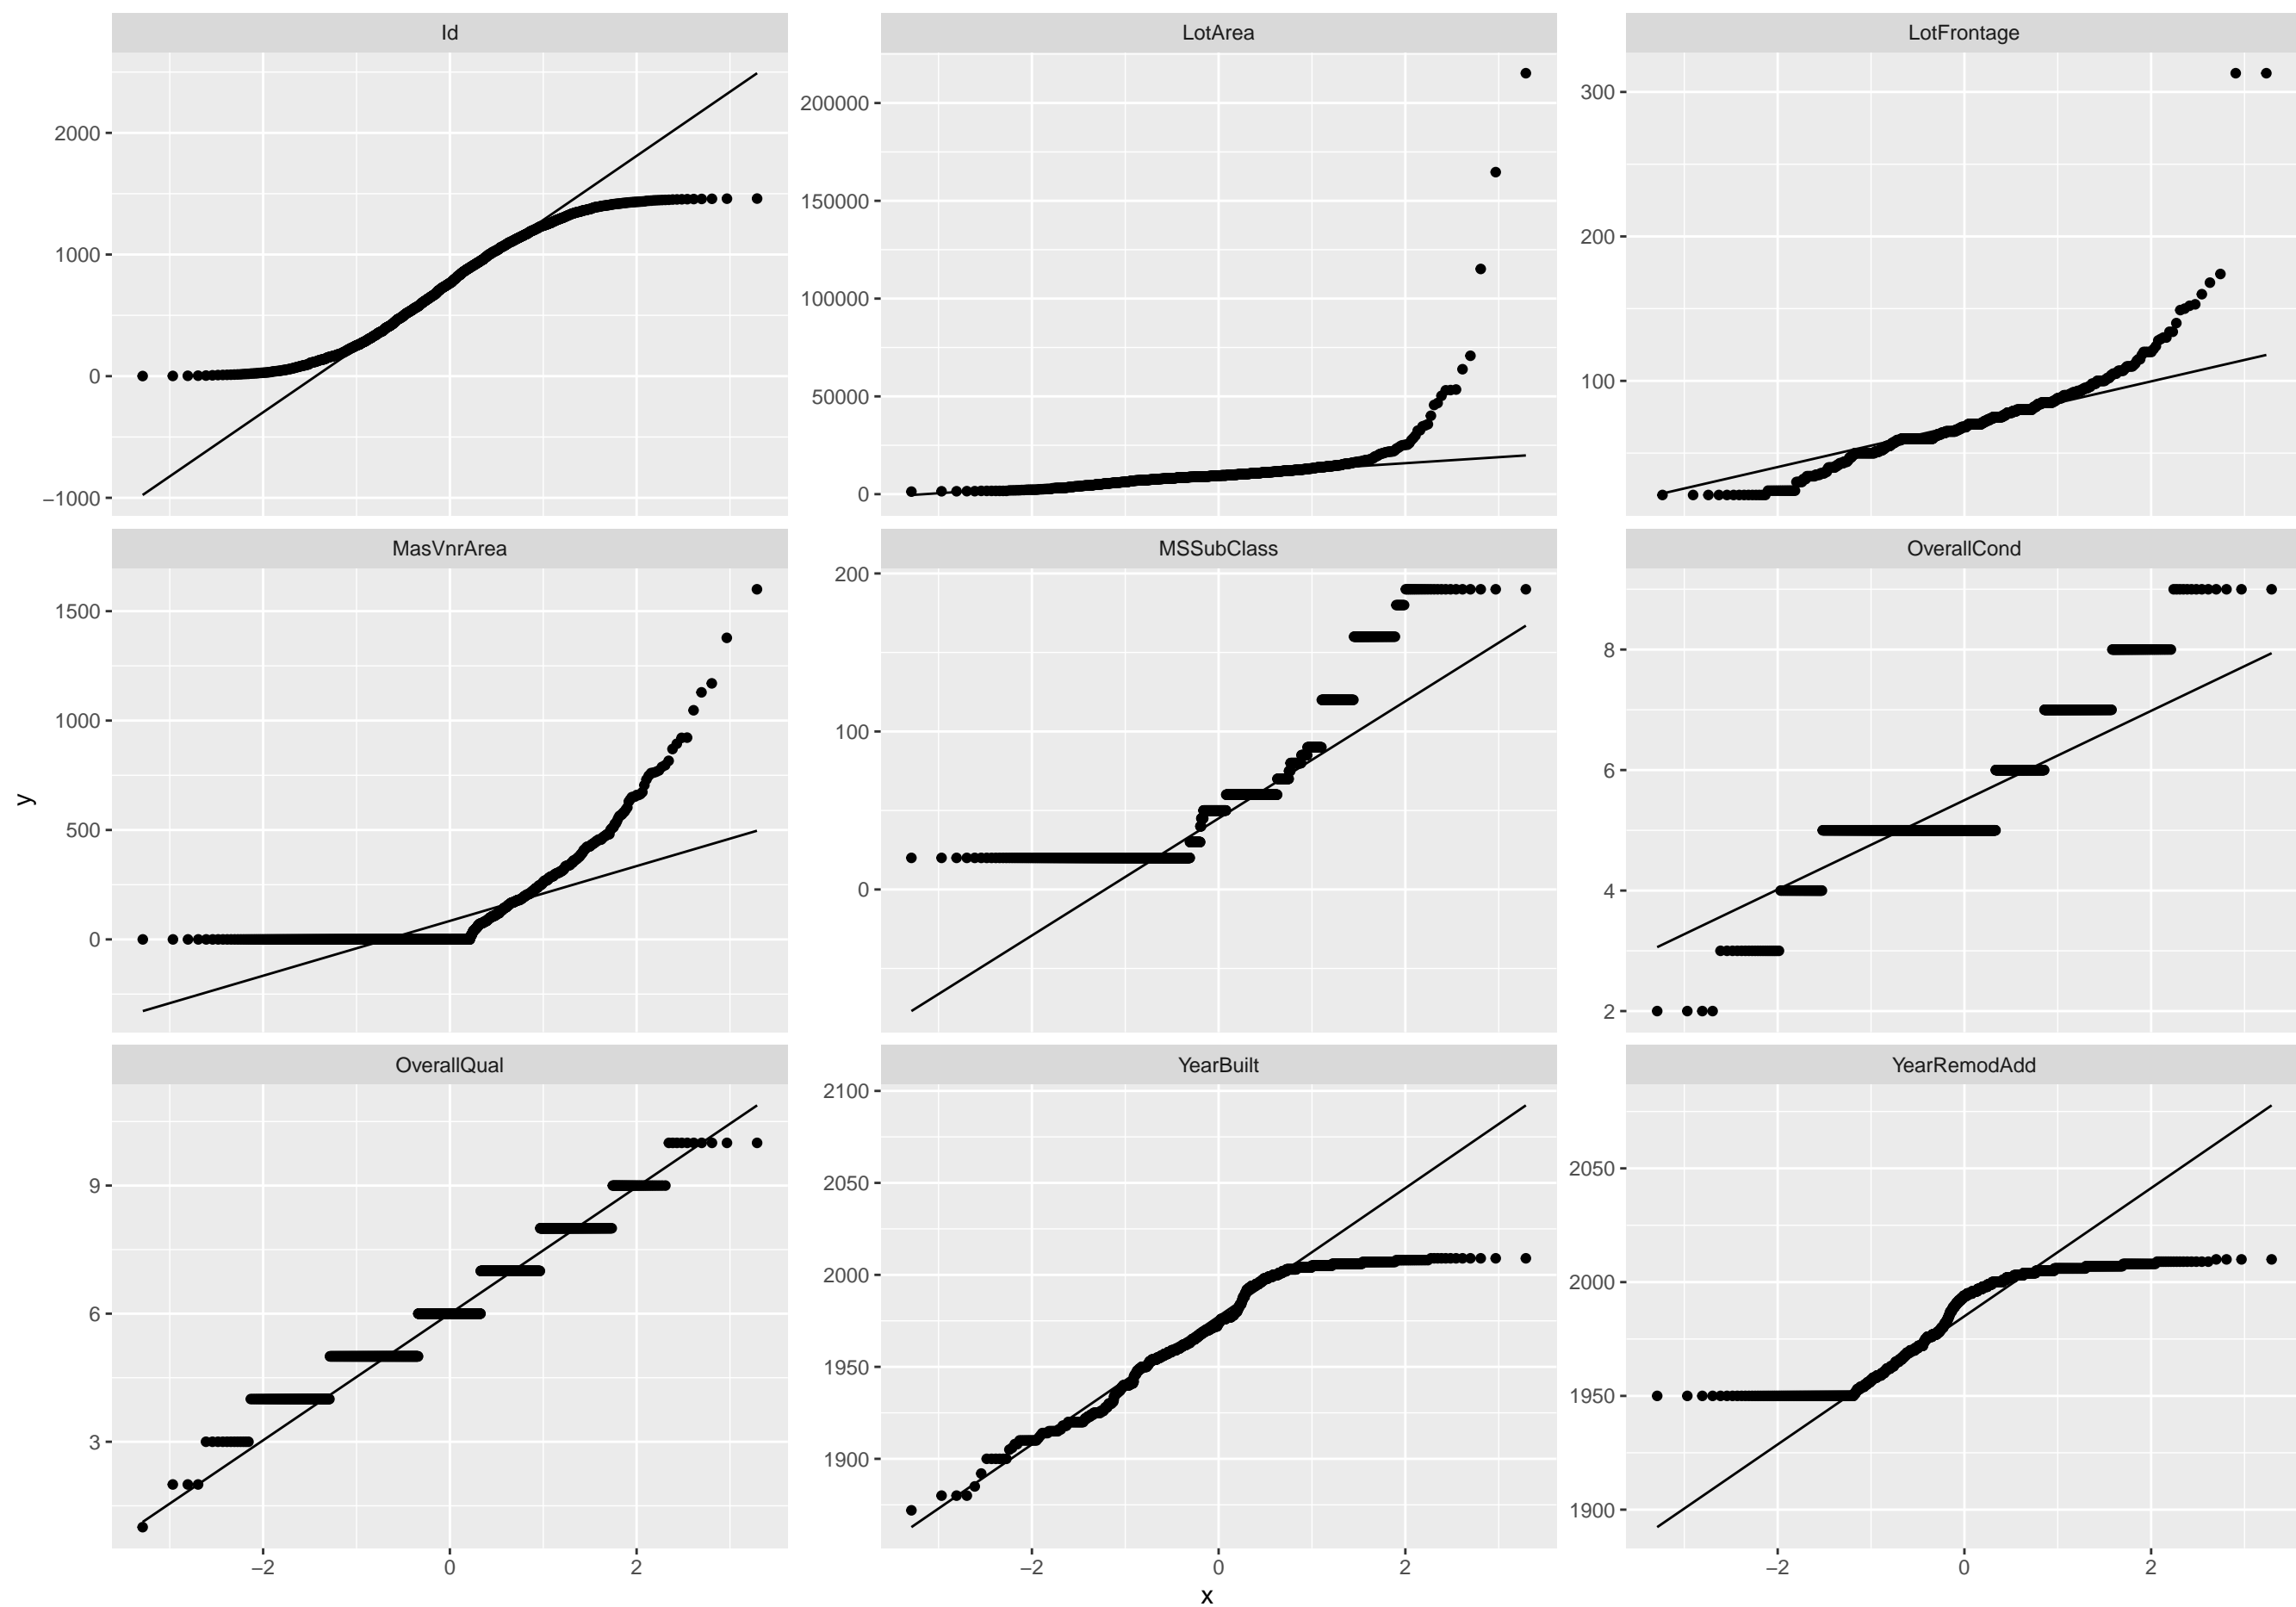 Id
LotArea
LotFrontage
2000
1000
0
−1000
200000
150000
100000
50000
0
300
200
100
MasVnrArea
MSSubClass
OverallCond
1500
1000
500
0
200
100
0
8
6
4
2
y
OverallQual
YearBuilt
YearRemodAdd
9
6
3
2100
2050
2000
1950
1900
2050
2000
1950
1900
−2 0 2
−2 0 2
−2 0 2
x